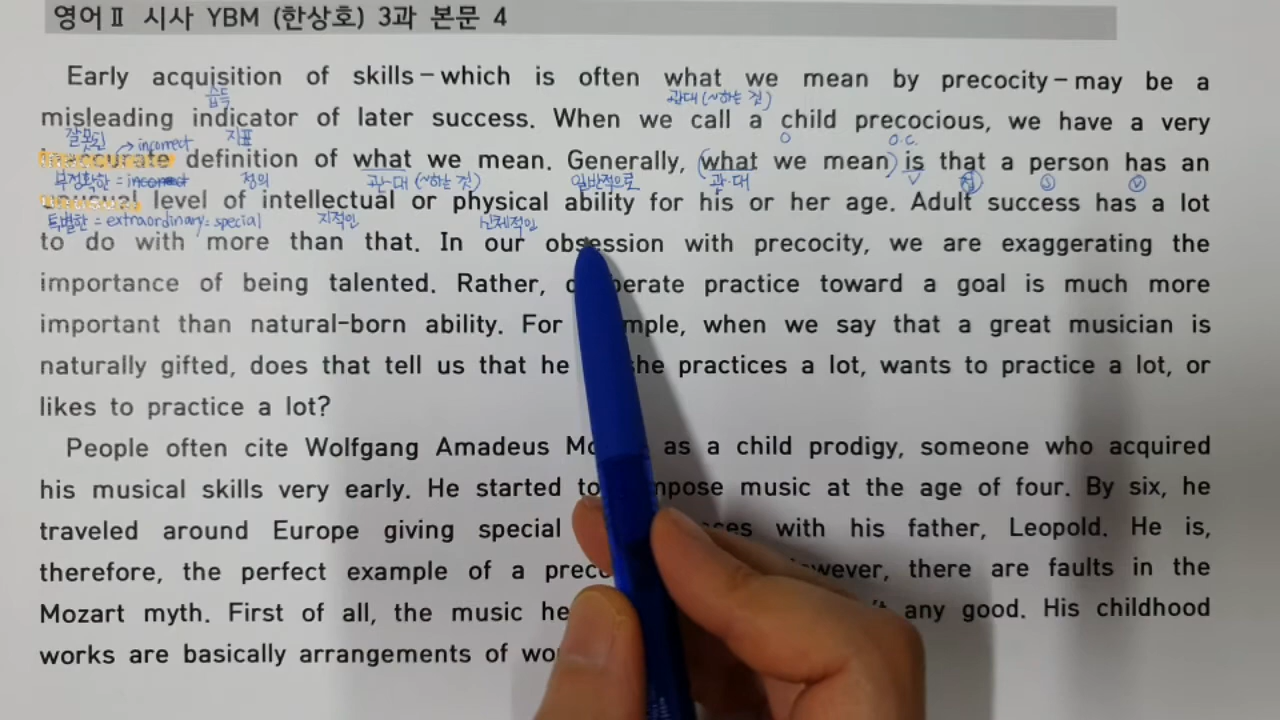 영어Ⅱ 시사 YBM (한상호) 3과 본문 4
Early acquisition of skills – which is often what we mean by precocity – may be a
습득 관대 (~하는 것)
misleading indicator of later success. When we call a child precocious, we have a very
잘못된 → incorrect 지표 O O.C.
inaccurate definition of what we mean. Generally, (what we mean) is that a person has an
부정확한 = 정의 관·대 (~하는 것) 일반적으로 관·대 V S V
unusual level of intellectual or physical ability for his or her age. Adult success has a lot
특별한 = extraordinary = special 지적인 신체적인
to do with more than that. In our obsession with precocity, we are exaggerating the
importance of being talented. Rather, practice toward a goal is much more
important than natural-born ability. For when we say that a great musician is
naturally gifted, does that tell us that he practices a lot, wants to practice a lot, or
likes to practice a lot?
People often cite Wolfgang Amadeus as a child prodigy, someone who acquired
his musical skills very early. He started to music at the age of four. By six, he
traveled around Europe giving special with his father, Leopold. He is,
therefore, the perfect example of a there are faults in the
Mozart myth. First of all, the music he any good. His childhood
works are basically arrangements of